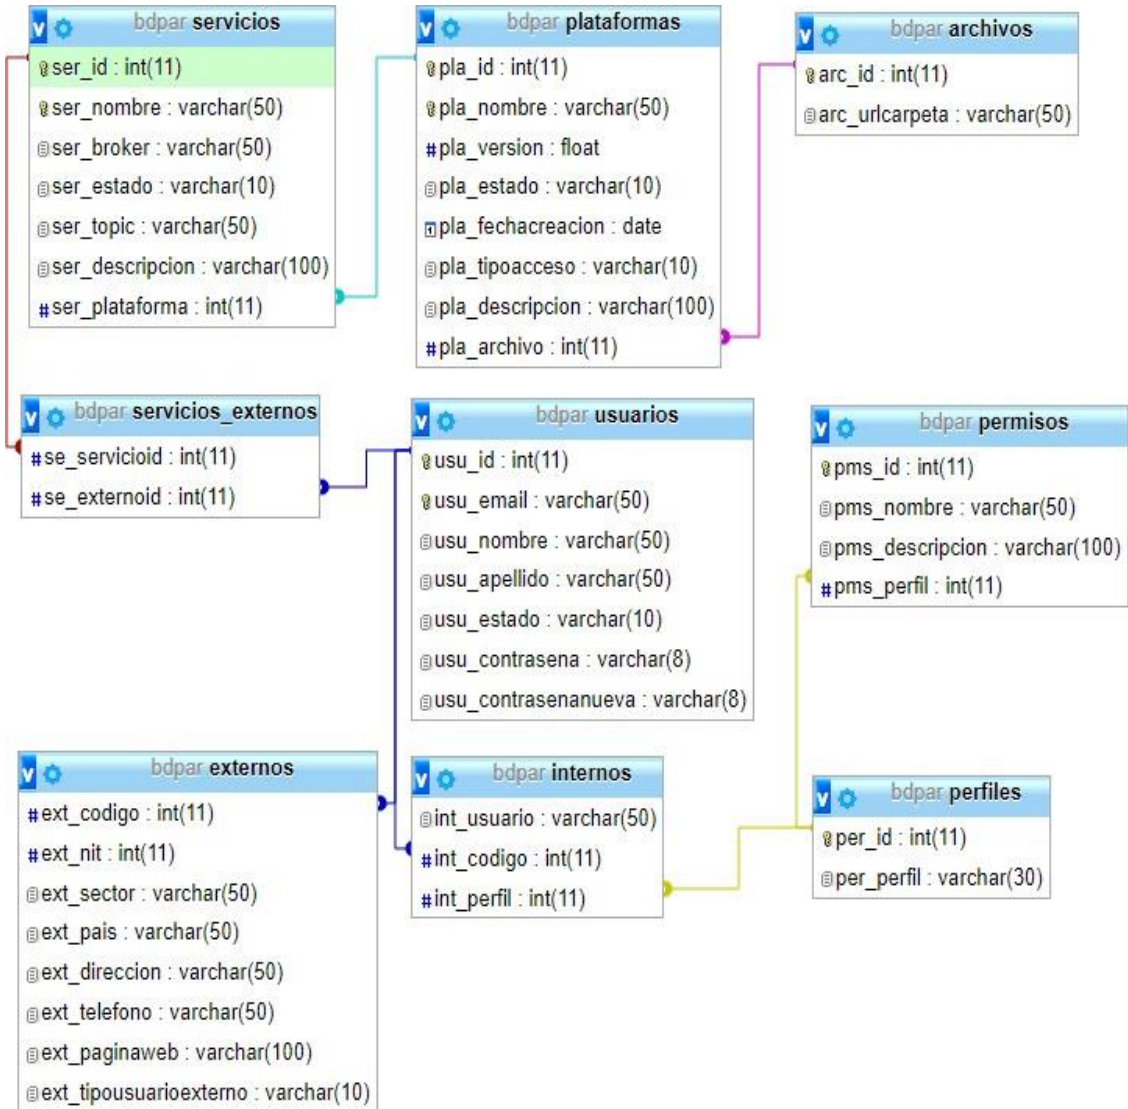 bdpar servicios
ser_id : int(11)
ser_nombre : varchar(50)
ser_broker : varchar(50)
ser_estado : varchar(10)
ser_topic : varchar(50)
ser_descripcion : varchar(100)
#ser_plataforma : int(11)
bdpar plataformas
pla_id : int(11)
pla_nombre : varchar(50)
#pla_version : float
pla_estado : varchar(10)
pla_fechacreacion : date
pla_tipoacceso : varchar(10)
pla_descripcion : varchar(100)
#pla_archivo : int(11)
bdpar archivos
arc_id : int(11)
arc_urlcarpeta : varchar(50)
bdpar servicios_externos
#se_servicioid : int(11)
#se_externoid : int(11)
bdpar usuarios
usu_id : int(11)
usu_email : varchar(50)
usu_nombre : varchar(50)
usu_apellido : varchar(50)
usu_estado : varchar(10)
usu_contrasena : varchar(8)
usu_contrasenanueva : varchar(8)
bdpar permisos
pms_id : int(11)
pms_nombre : varchar(50)
pms_descripcion : varchar(100)
#pms_perfil : int(11)
bdpar externos
#ext_codigo : int(11)
#ext_nit : int(11)
ext_sector : varchar(50)
ext_pais : varchar(50)
ext_direccion : varchar(50)
ext_telefono : varchar(50)
ext_paginaweb : varchar(100)
ext_tipousuarioexterno : varchar(10)
bdpar internos
int_usuario : varchar(50)
#int_codigo : int(11)
#int_perfil : int(11)
bdpar perfiles
per_id : int(11)
per_perfil : varchar(30)